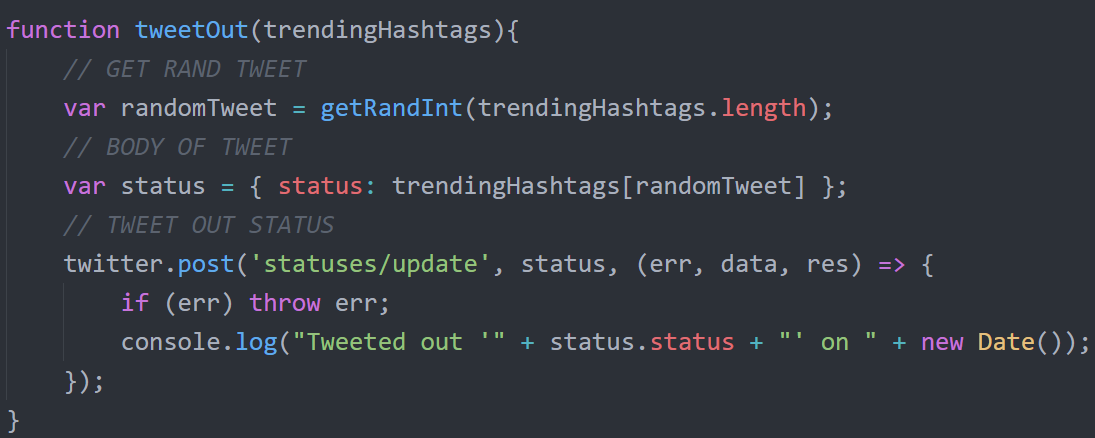 function tweetOut(trendingHashtags){
    // GET RAND TWEET
    var randomTweet = getRandInt(trendingHashtags.length);
    // BODY OF TWEET
    var status = { status: trendingHashtags[randomTweet] };
    // TWEET OUT STATUS
    twitter.post('statuses/update', status, (err, data, res) => {
        if (err) throw err;
        console.log("Tweeted out '" + status.status + "' on " + new Date());
    });
}